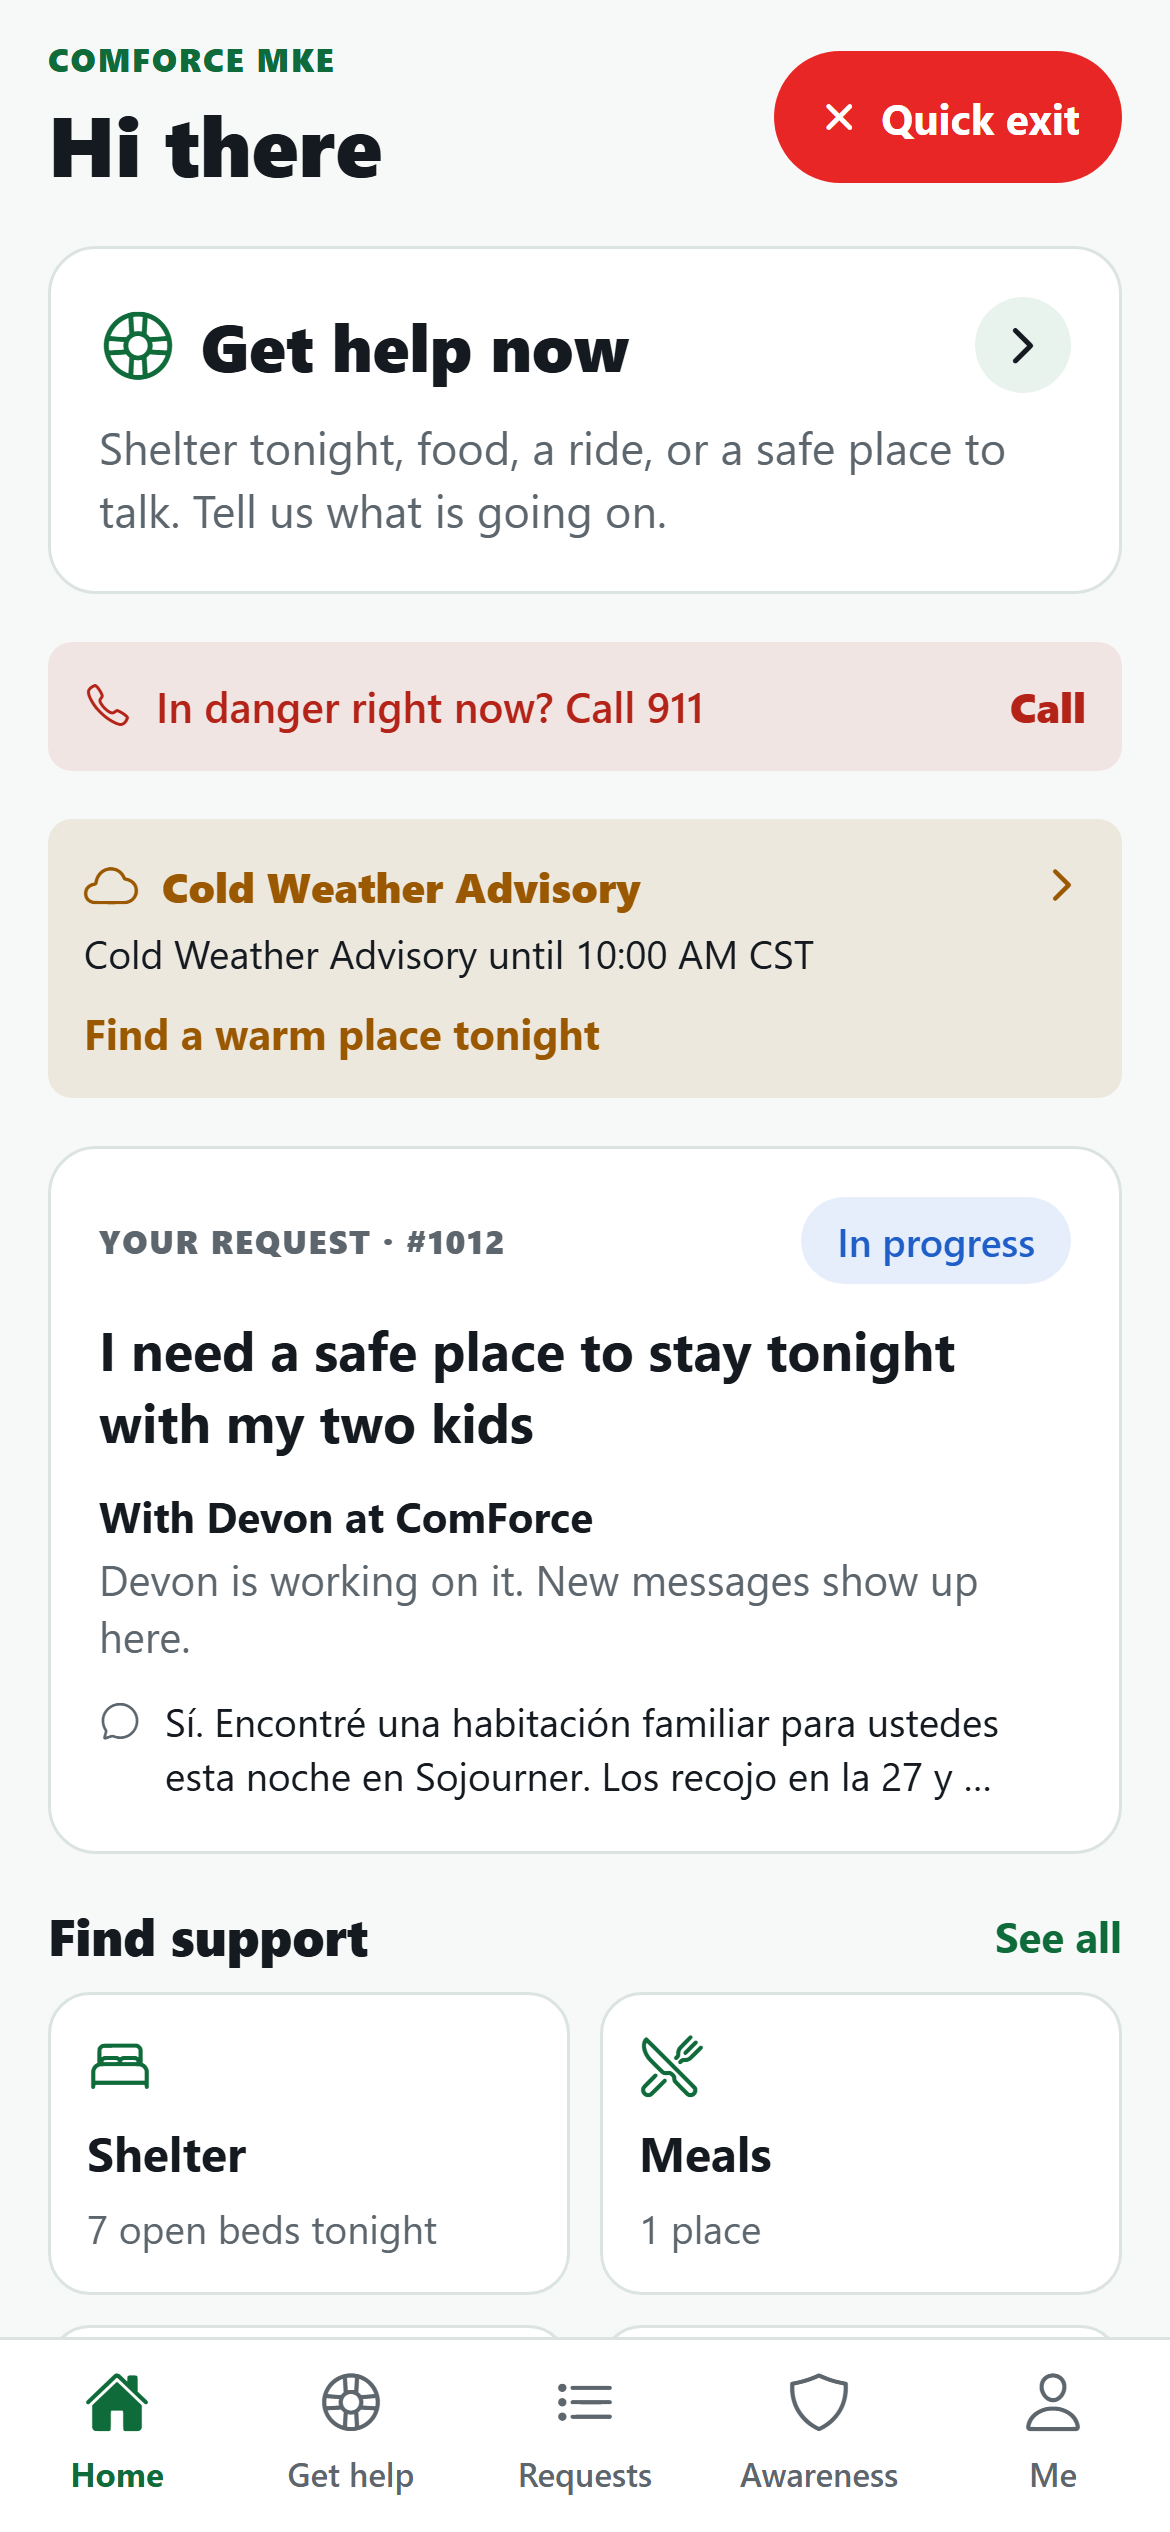 COMFORCE MKE
Hi there
Quick exit
Get help now
Shelter tonight, food, a ride, or a safe place to
talk. Tell us what is going on.
In danger right now? Call 911
Call
Cold Weather Advisory
Cold Weather Advisory until 10:00 AM CST
Find a warm place tonight
YOUR REQUEST · #1012
In progress
I need a safe place to stay tonight
with my two kids
With Devon at ComForce
Devon is working on it. New messages show up
here.
Sí. Encontré una habitación familiar para ustedes
esta noche en Sojourner. Los recojo en la 27 y ...
Find support
See all
Shelter
7 open beds tonight
Meals
1 place
Home
Get help
Requests
Awareness
Me